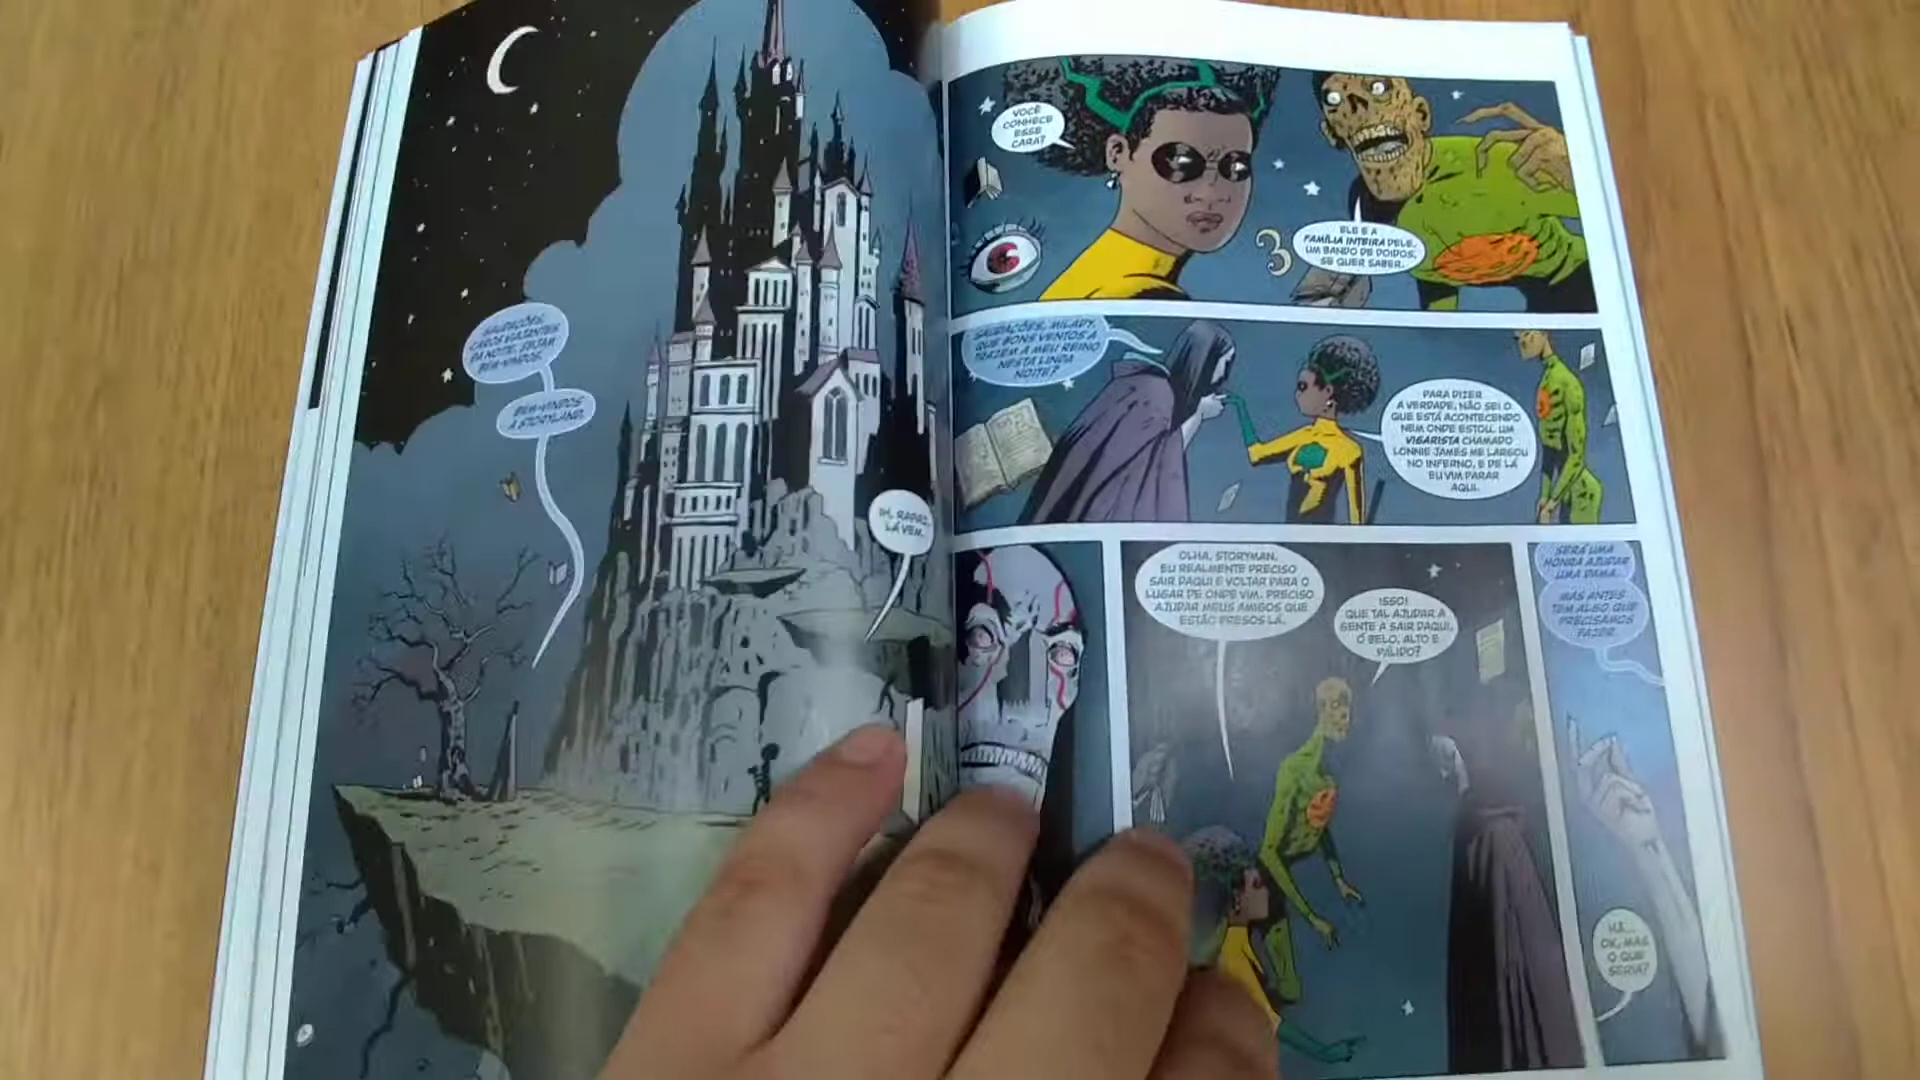 SAUDAÇÕES,
CAROS VIAJANTES
DA NOITE. SEJAM
BEM-VINDOS.
BEM-VINDOS
A STORYLAND.
IH, RAPAZ,
LÁ VEM.
VOCÊ
CONHECE
ESSE
CARA?
3
ELE E A
FAMÍLIA INTEIRA DELE.
UM BANDO DE DOIDOS,
SE QUER SABER.
SAUDAÇÕES, MILADY.
QUE BONS VENTOS A
TRAZEM A MEU REINO
NESTA LINDA
NOITE?
PARA DIZER
A VERDADE, NÃO SEI O
QUE ESTÁ ACONTECENDO
NEM ONDE ESTOU. UM
VIGARISTA CHAMADO
LONNIE JAMES ME LARGOU
NO INFERNO, E DE LÁ
EU VIM PARAR
AQUI.
OLHA, STORYMAN,
EU REALMENTE PRECISO
SAIR DAQUI E VOLTAR PARA O
LUGAR DE ONDE VIM. PRECISO
AJUDAR MEUS AMIGOS QUE
ESTÃO PRESOS LÁ.
ISSO!
QUE TAL AJUDAR A
GENTE A SAIR DAQUI,
Ó BELO, ALTO E
PÁLIDO?
SERÁ UMA
HONRA AJUDAR
UMA DAMA.
MAS ANTES
TEM ALGO QUE
PRECISAMOS
FAZER.
HÃ...
OK, MAS
O QUE
SERIA?